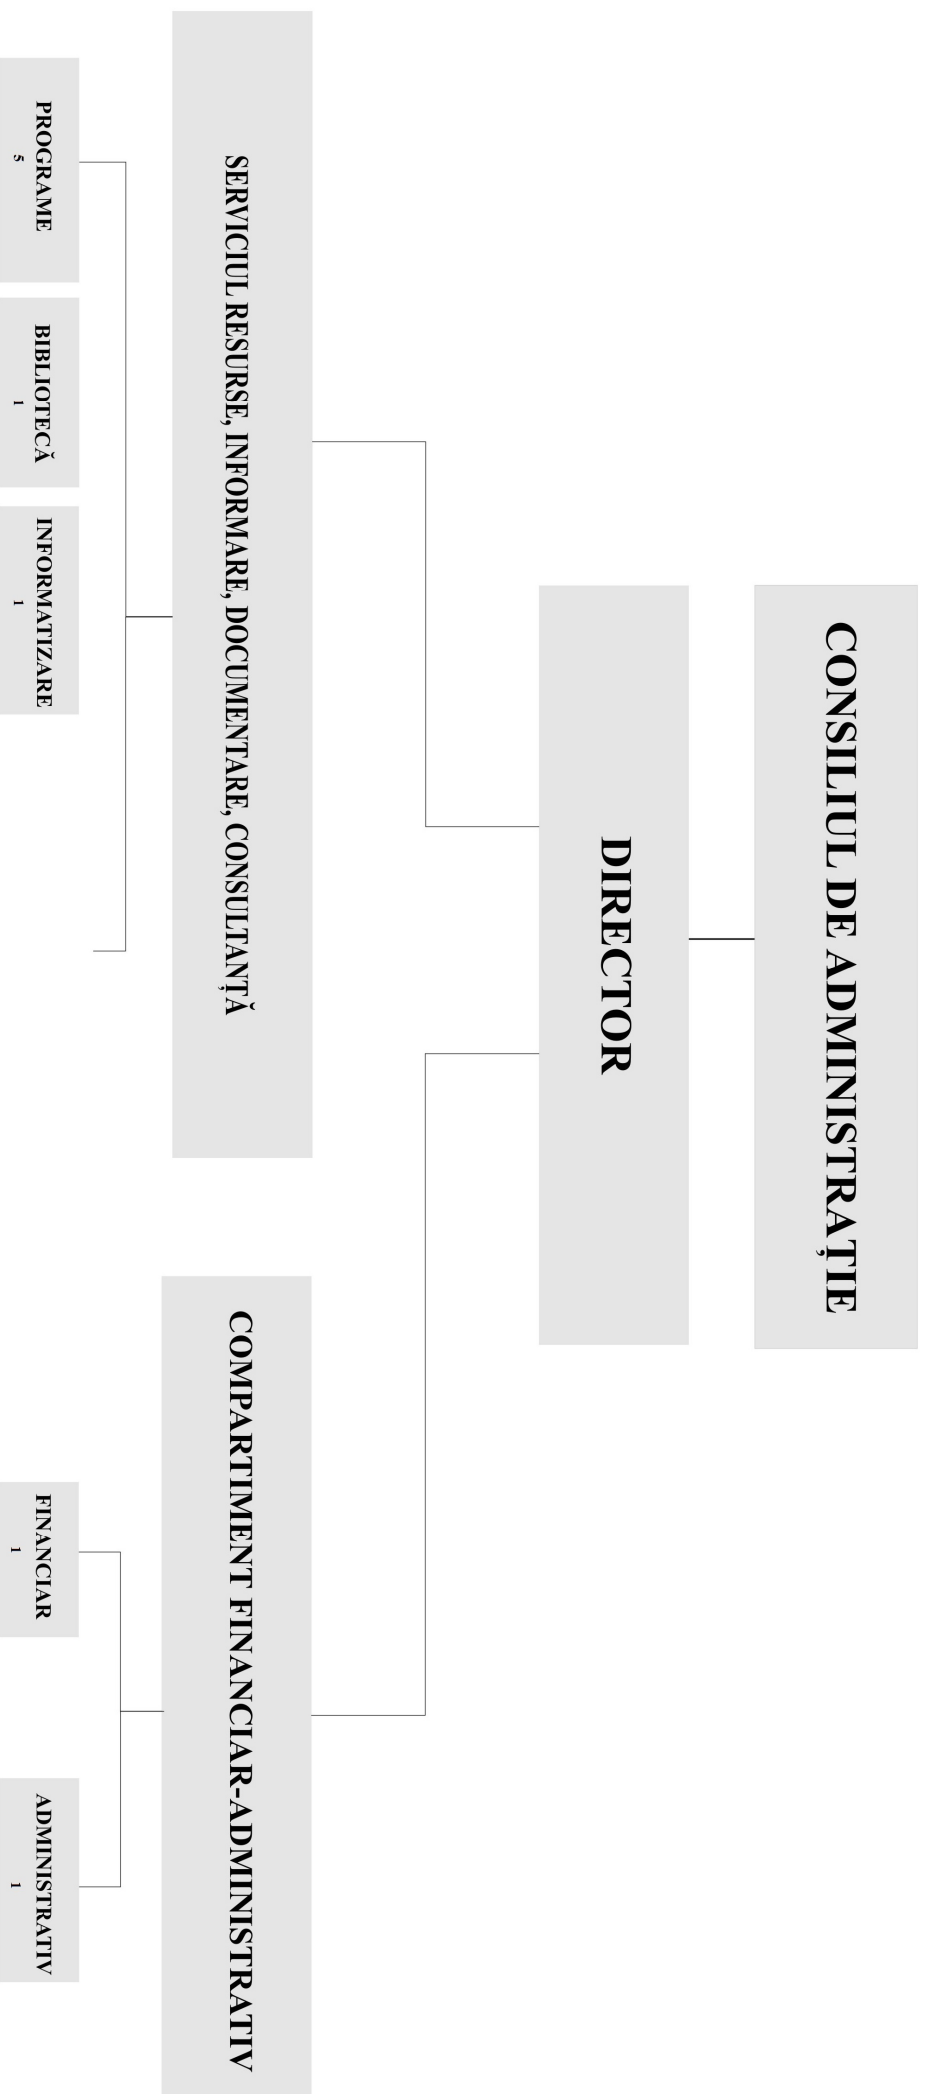 CONSILIUL DE ADMINISTRAȚIE
DIRECTOR
SERVICIUL RESURSE, INFORMARE, DOCUMENTARE, CONSULTANȚĂ
COMPARTIMENT FINANCIAR-ADMINISTRATIV
PROGRAME
5
BIBLIOTECĂ
1
INFORMATIZARE
1
FINANCIAR
1
ADMINISTRATIV
1